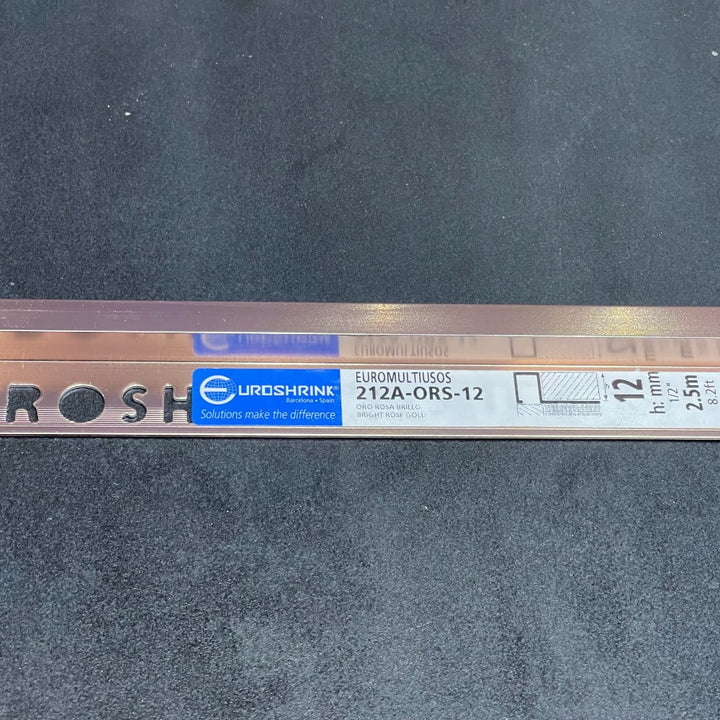 ROSH
EUROSHRINK®
Barcelona • Spain
Solutions make the difference
EUROMULTIUSOS
212A-ORS-12
ORO ROSA BRILLO
BRIGHT ROSE GOLD
h
12
h: mm
1/2"
2.5m
8.2ft
EUROMULTIUSOS